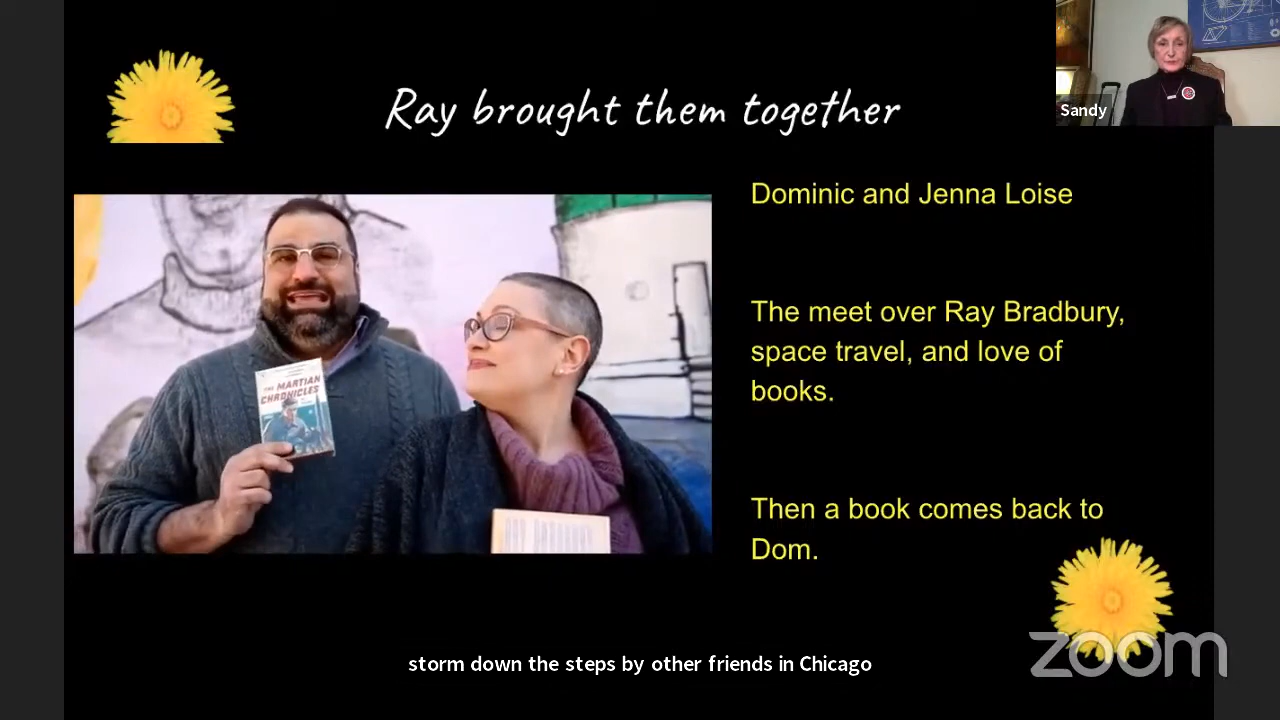 Ray brought them together
Sandy
Dominic and Jenna Loise
The meet over Ray Bradbury,
space travel, and love of
books.
Then a book comes back to
Dom.
THE MARTIAN
CHRONICLES
RAY BRADBURY
storm down the steps by other friends in Chicago
zoom